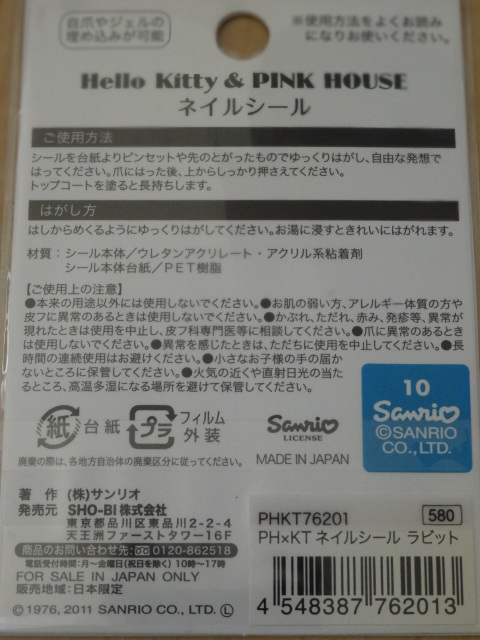 自爪やジェルの
埋め込みが可能
※使用方法をよくお読み
になりお使いください。
Hello Kitty & PINK HOUSE
ネイルシール
ご使用方法
シールを台紙よりピンセットや先のとがったものでゆっくりはがし、自由な発想で
はってください。爪にはった後、上からしっかり押さえてください。
トップコートを塗ると長持ちします。
はがし方
はしからめくるようにゆっくりはがしてください。お湯に浸すときれいにはがれます。
材質：シール本体／ウレタンアクリレート・アクリル系粘着剤
シール本体台紙／PET樹脂
【ご使用上の注意】
●本来の用途以外には使用しないでください。●お肌の弱い方、アレルギー体質の方や
皮フに異常のあるときは使用しないでください。●かぶれ、ただれ、赤み、発疹等、異常が
現れたときは使用を中止し、皮フ科専門医等に相談してください。●爪に異常のあるとき
は使用しないでください。●異常を感じたときは、ただちに使用を中止してください。●長
時間の連続使用はお避けください。●小さなお子様の手の届か
ないところに保管してください。●火気の近くや直射日光の当た
るところ、高温多湿になる場所を避けて保管してください。
紙 台紙 プラ フィルム
外装
Sanrio
LICENSE
MADE IN JAPAN
10
Sanrio
©SANRIO
CO., LTD.
廃棄の際は、各地方自治体の廃棄区分に従ってください。
著作 (株)サンリオ
発売元 SHO-BI株式会社
東京都品川区東品川2-2-4
天王洲ファーストタワー16F
商品のお問い合わせ先:0120-862518
電話受付時間:月〜金曜日(祝日を除く)10時〜17時
FOR SALE IN JAPAN ONLY
販売地域:日本限定
©1976, 2011 SANRIO CO., LTD. Ⓛ
PHKT76201 580
PH×KT ネイルシール ラビット
4 548387 762013